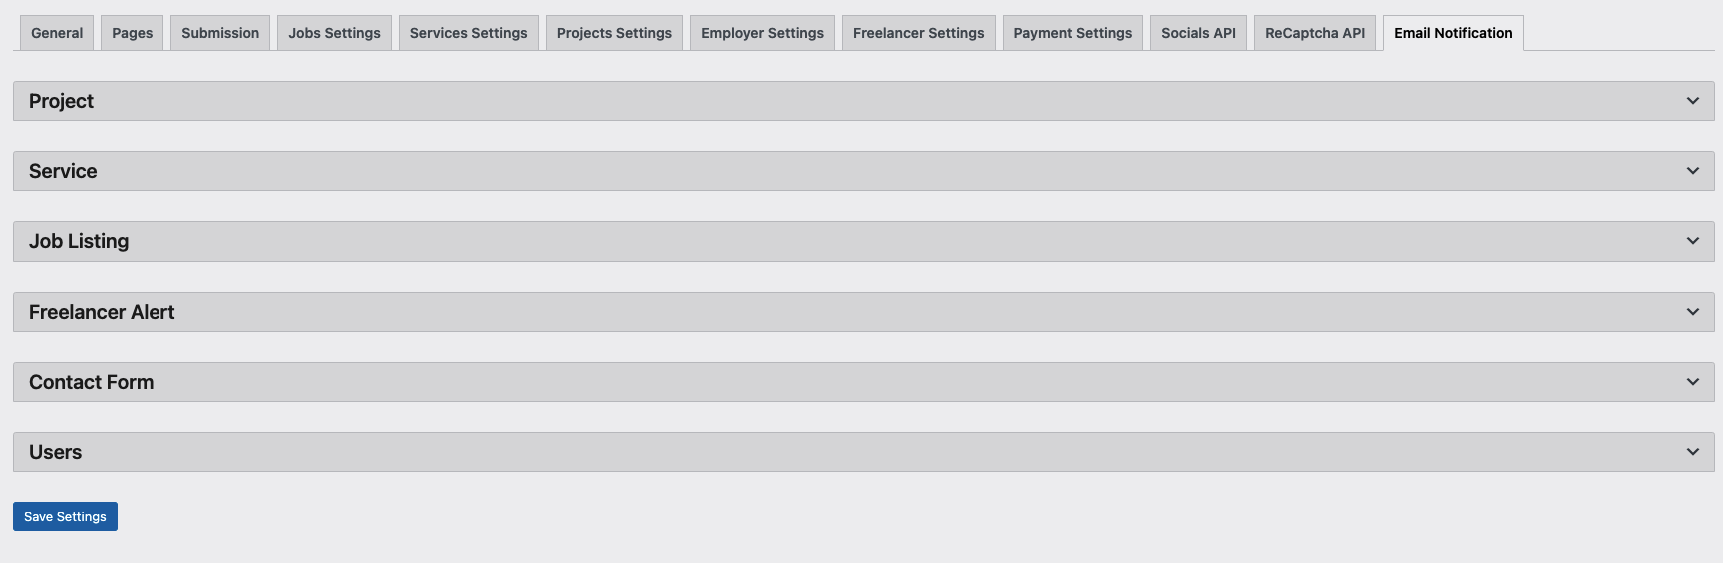 General Pages Submission Jobs Settings Services Settings Projects Settings Employer Settings Freelancer Settings Payment Settings Socials API ReCaptcha API Email Notification
Project
Service
Job Listing
Freelancer Alert
Contact Form
Users
Save Settings